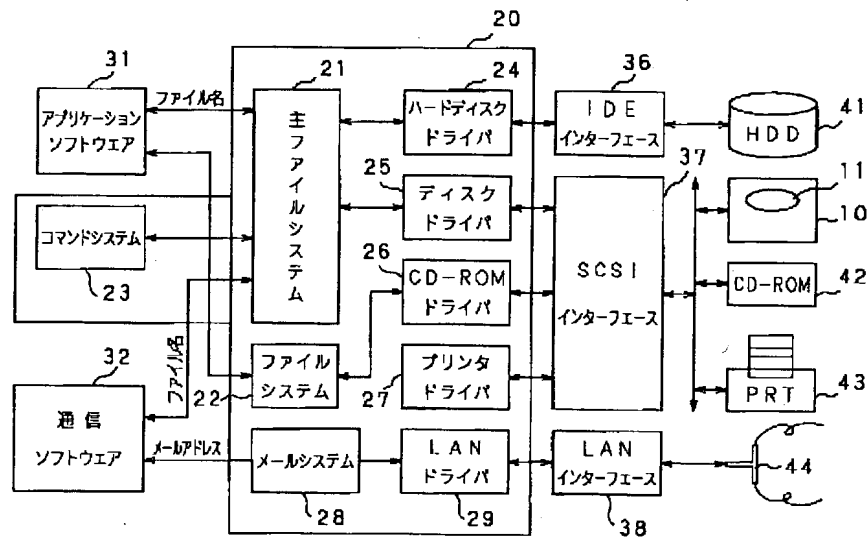 20
31
アプリケーション
ソフトウェア
ファイル名
21
主ファイルシステム
24
ハードディスク
ドライバ
36
IDE
インターフェース
HDD
41
コマンドシステム
23
25
ディスク
ドライバ
37
SCSI
インターフェース
11
10
26
CD-ROM
ドライバ
CD-ROM
42
ファイル名
ファイル
システム
22
27
プリンタ
ドライバ
PRT
43
32
通信
ソフトウェア
メールアドレス
メールシステム
28
LAN
ドライバ
29
LAN
インターフェース
38
44